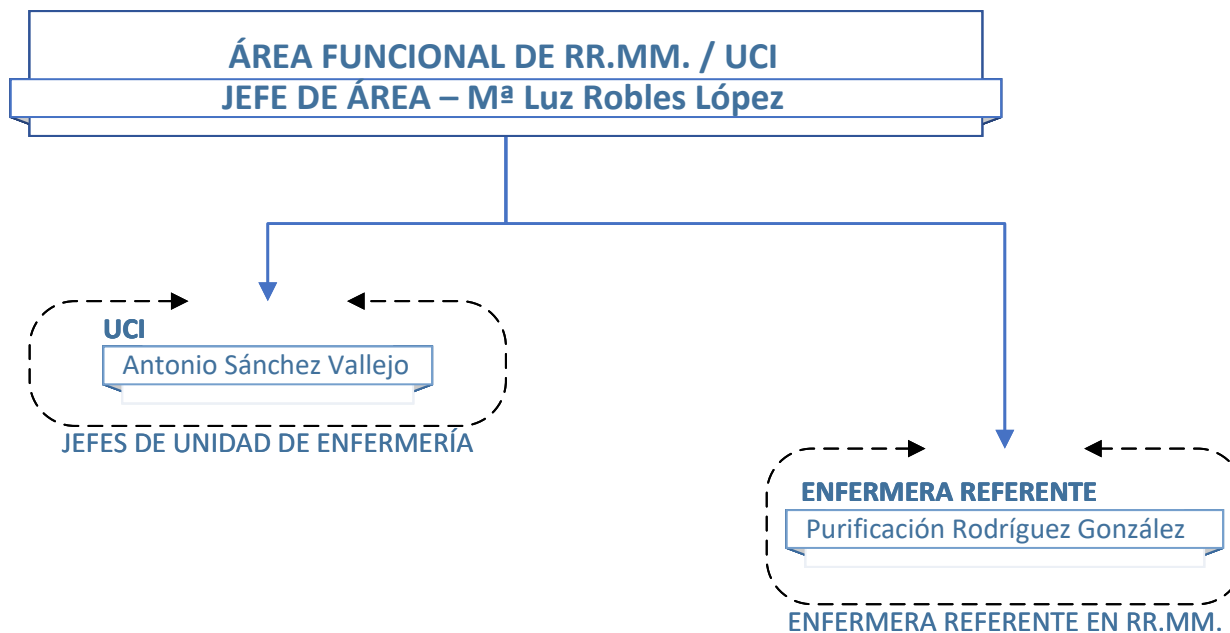 ÁREA FUNCIONAL DE RR.MM. / UCI
JEFE DE ÁREA – Mª Luz Robles López
UCI
Antonio Sánchez Vallejo
JEFES DE UNIDAD DE ENFERMERÍA
ENFERMERA REFERENTE
Purificación Rodríguez González
ENFERMERA REFERENTE EN RR.MM.